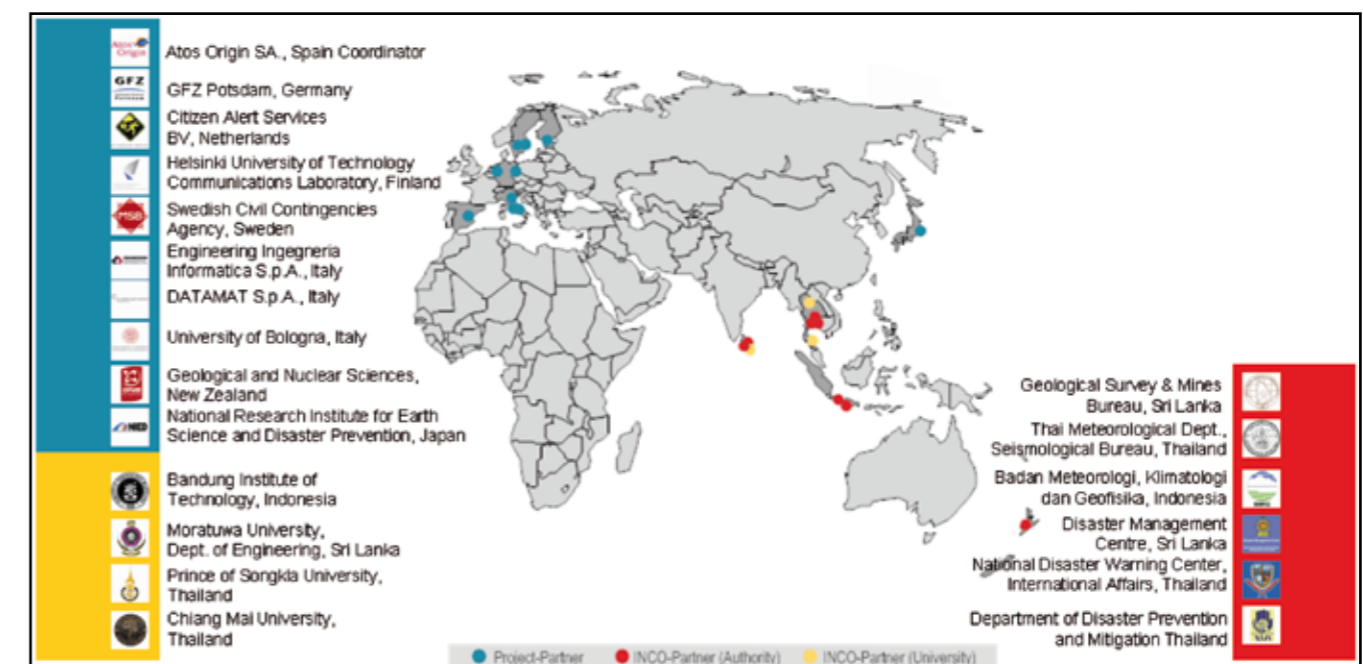 Atos Origin
Atos Origin SA., Spain Coordinator
GFZ
GFZ Potsdam, Germany
Citizen Alert Services
BV, Netherlands
Helsinki University of Technology
Communications Laboratory, Finland
MSB
Swedish Civil Contingencies
Agency, Sweden
Engineering Ingegneria
Informatica S.p.A., Italy
DATAMAT S.p.A., Italy
University of Bologna, Italy
Geological and Nuclear Sciences,
New Zealand
NIED
National Research Institute for Earth
Science and Disaster Prevention, Japan
Bandung Institute of
Technology, Indonesia
Moratuwa University,
Dept. of Engineering, Sri Lanka
Prince of Songkla University,
Thailand
Chiang Mai University,
Thailand
Geological Survey & Mines
Bureau, Sri Lanka
Thai Meteorological Dept.,
Seismological Bureau, Thailand
Badan Meteorologi, Klimatologi
dan Geofisika, Indonesia
Disaster Management
Centre, Sri Lanka
National Disaster Warning Center,
International Affairs, Thailand
Department of Disaster Prevention
and Mitigation Thailand
Project-Partner
INCO-Partner (Authority)
INCO-Partner (University)